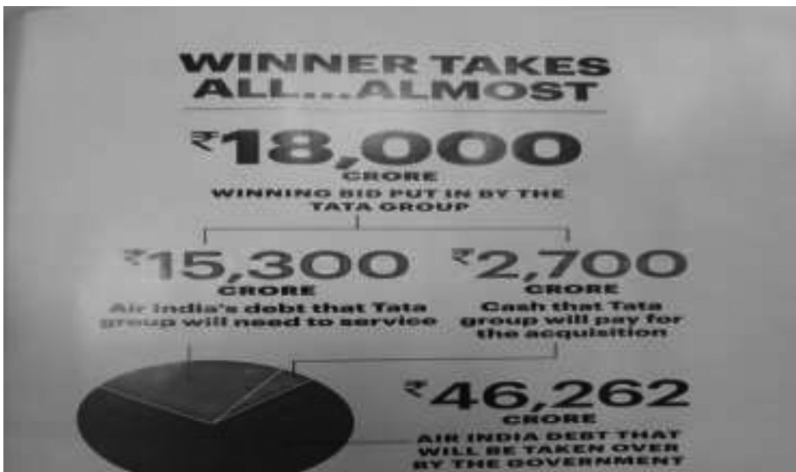 WINNER TAKES
ALL...ALMOST
₹18,000
CRORE
WINNING BID PUT IN BY THE
TATA GROUP
₹15,300
CRORE
Air India's debt that Tata
group will need to service
₹2,700
CRORE
Cash that Tata
group will pay for
the acquisition
₹46,262
CRORE
AIR INDIA DEBT THAT
WILL BE TAKEN OVER
BY THE GOVERNMENT